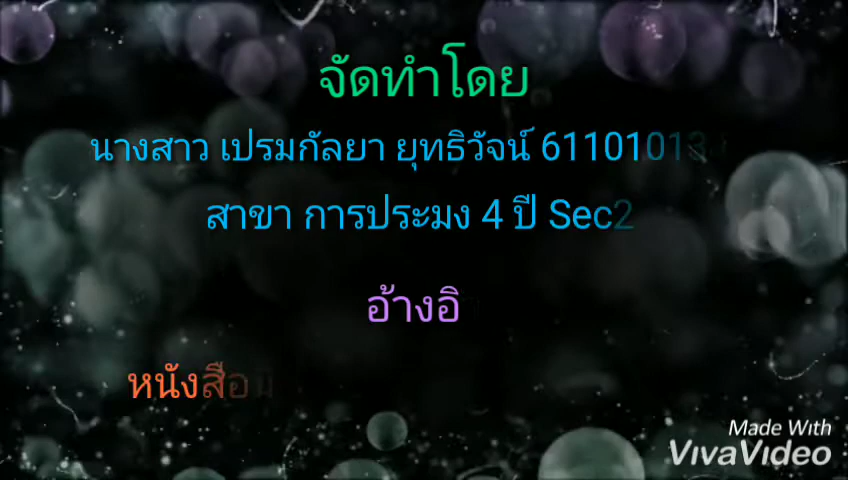 จัดทำโดย
นางสาว เปรมกัลยา ยุทธิวัจน์ 61101013
สาขา การประมง 4 ปี Sec2
อ้างอิ
หนังสือ
Made With
VivaVideo